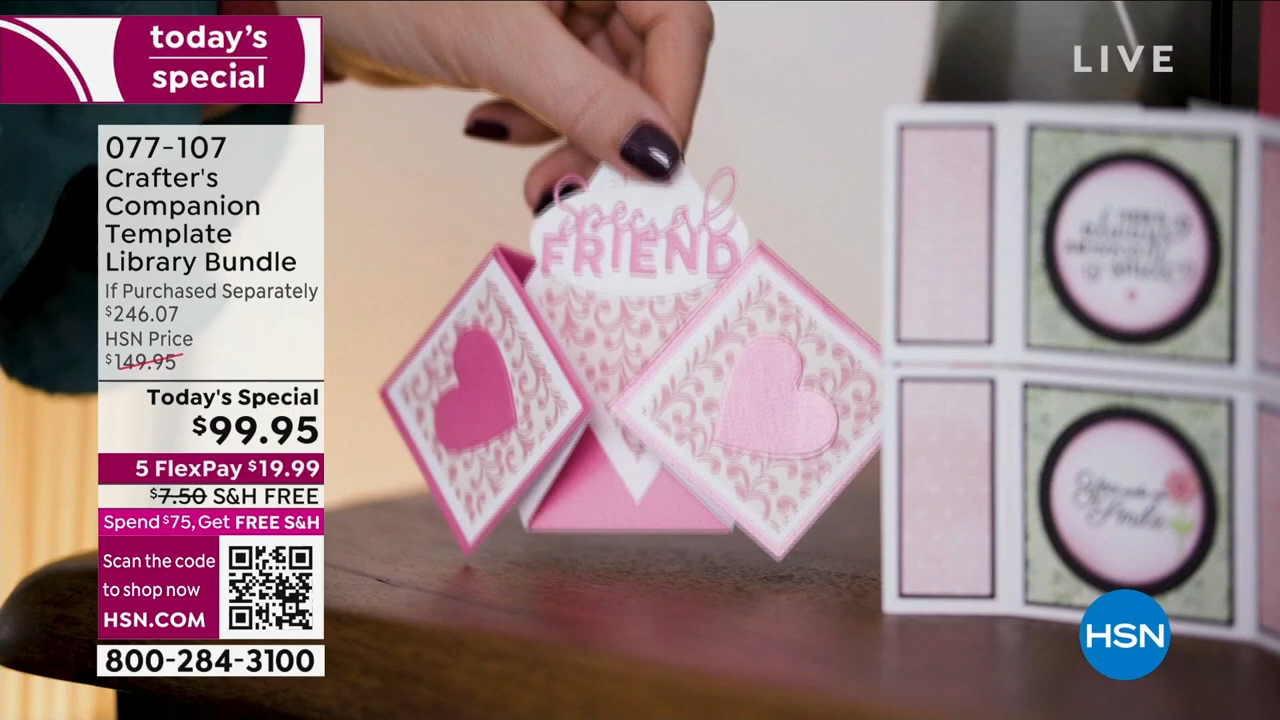 today's
special
LIVE
077-107
Crafter's
Companion
Template
Library Bundle
If Purchased Separately
$246.07
HSN Price
$149.95
Today's Special
$99.95
5 FlexPay $19.99
$7.50 S&H FREE
Spend $75, Get FREE S&H
Scan the code
to shop now
HSN.COM
800-284-3100
special
FRIEND
HSN